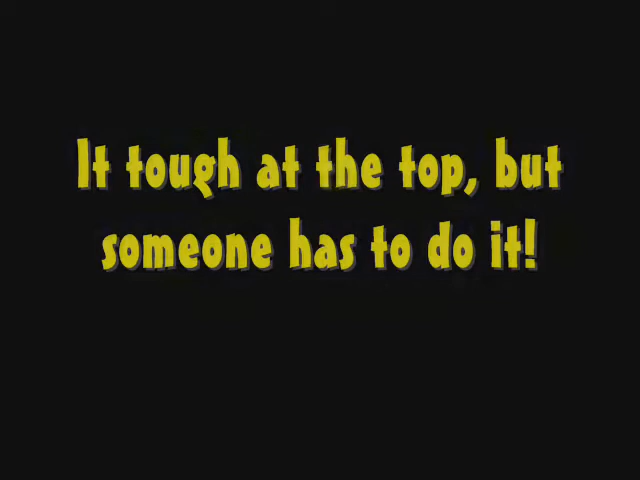 It tough at the top, but
someone has to do it!